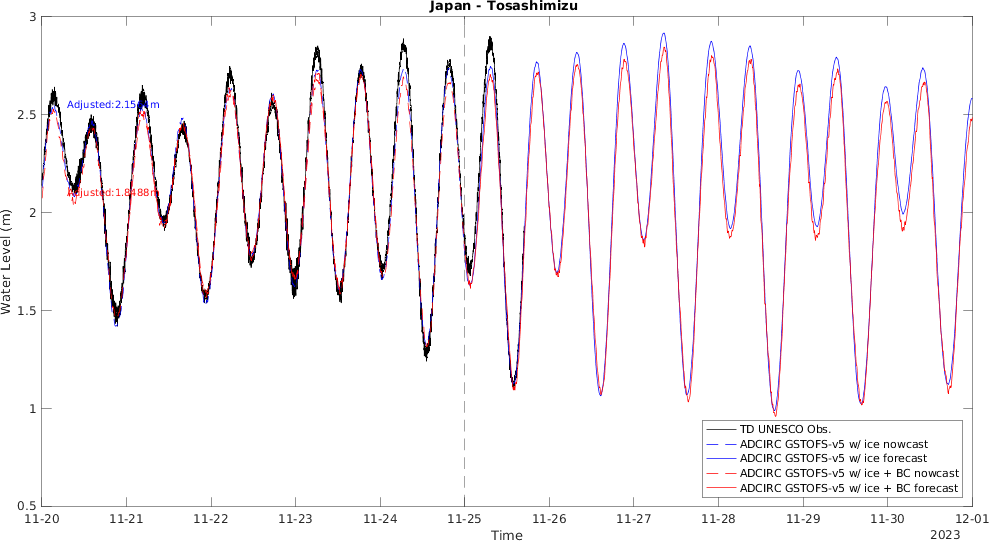 Japan - Tosashimizu
3
2.5
2
1.5
1
0.5
Water Level (m)
Adjusted:1.8488m
11-20
11-21
11-22
11-23
11-24
11-25
11-26
11-27
11-28
11-29
11-30
12-01
Time
2023
TD UNESCO Obs.
ADCIRC GSTOFS-v5 w/ ice nowcast
ADCIRC GSTOFS-v5 w/ ice forecast
ADCIRC GSTOFS-v5 w/ ice + BC nowcast
ADCIRC GSTOFS-v5 w/ ice + BC forecast